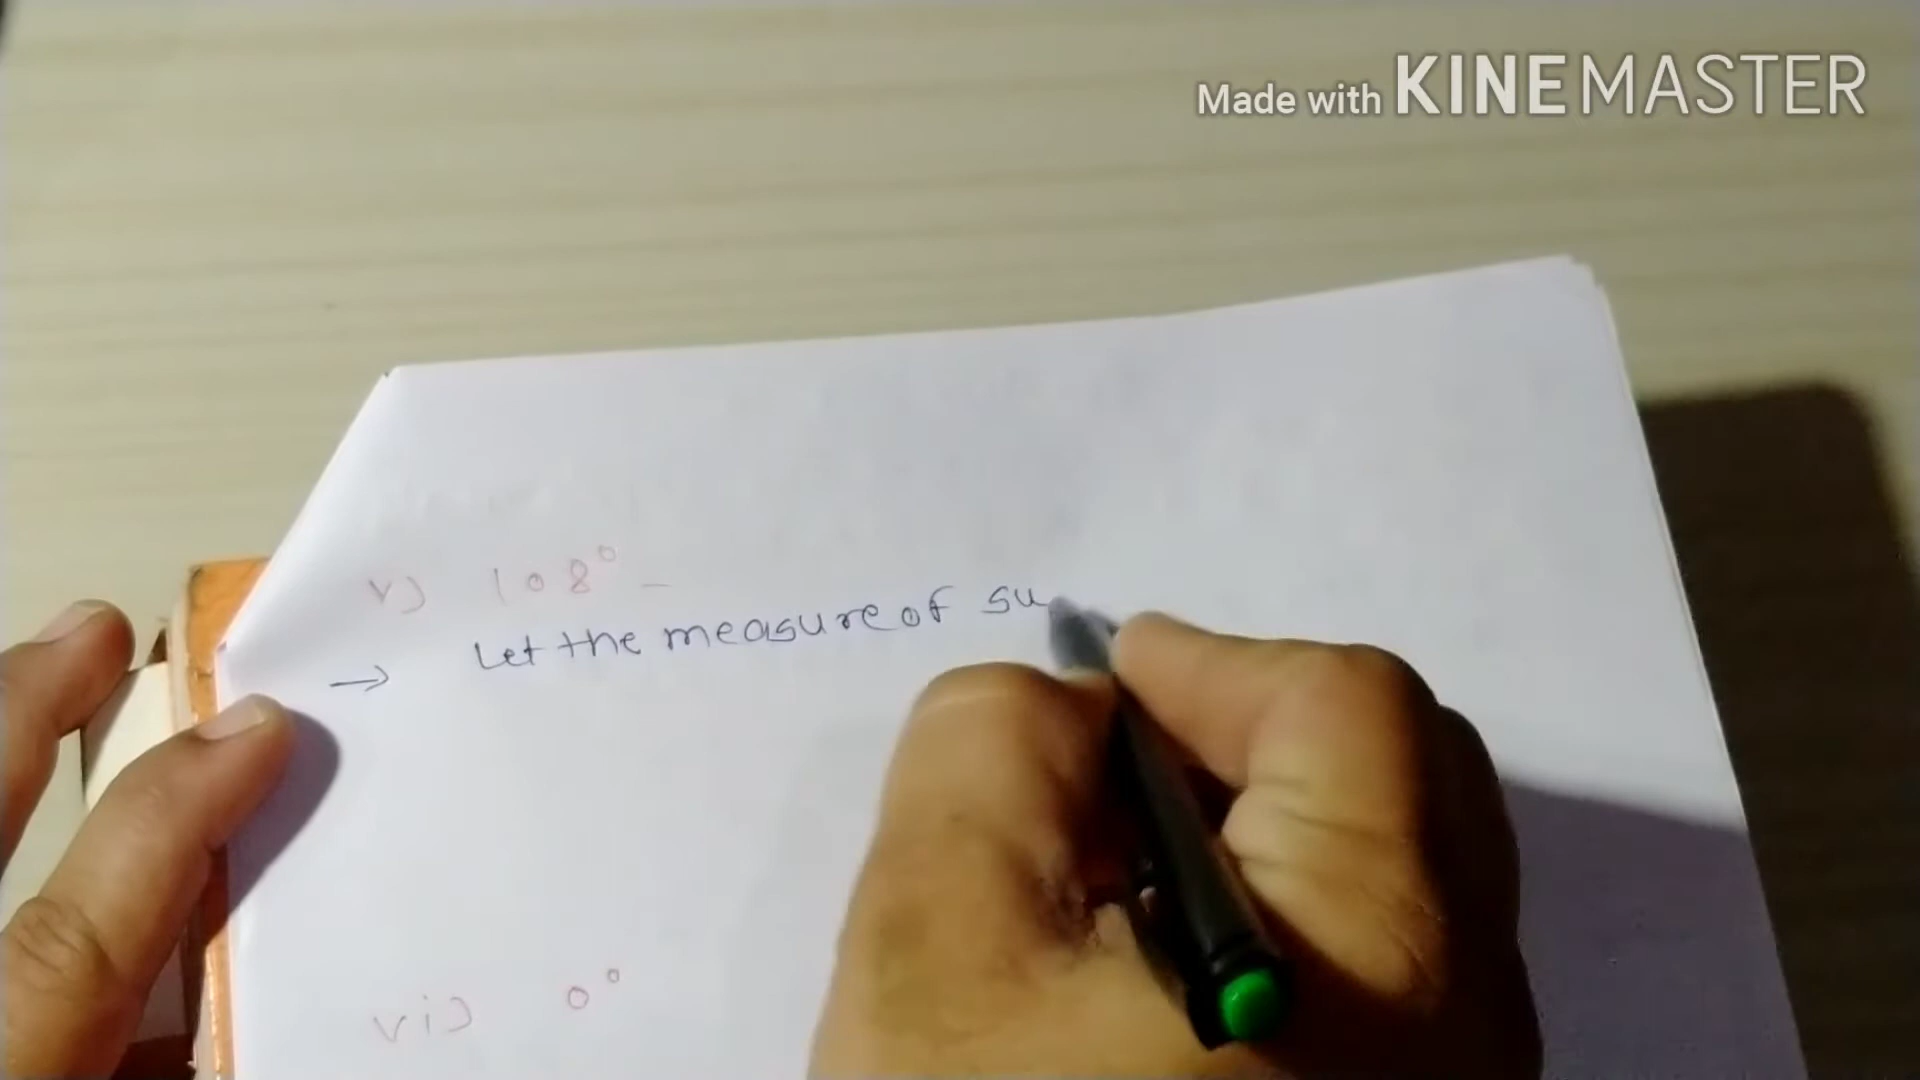 Made with KINEMASTER
v) 108° -
→ Let the measure of su
vi) 0°